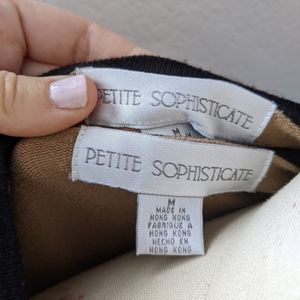 PETITE SOPHISTICATE
M
PETITE SOPHISTICATE
M
MADE IN
HONG KONG
FABRIQUE A
HONG KONG
HECHO EN
HONG KONG